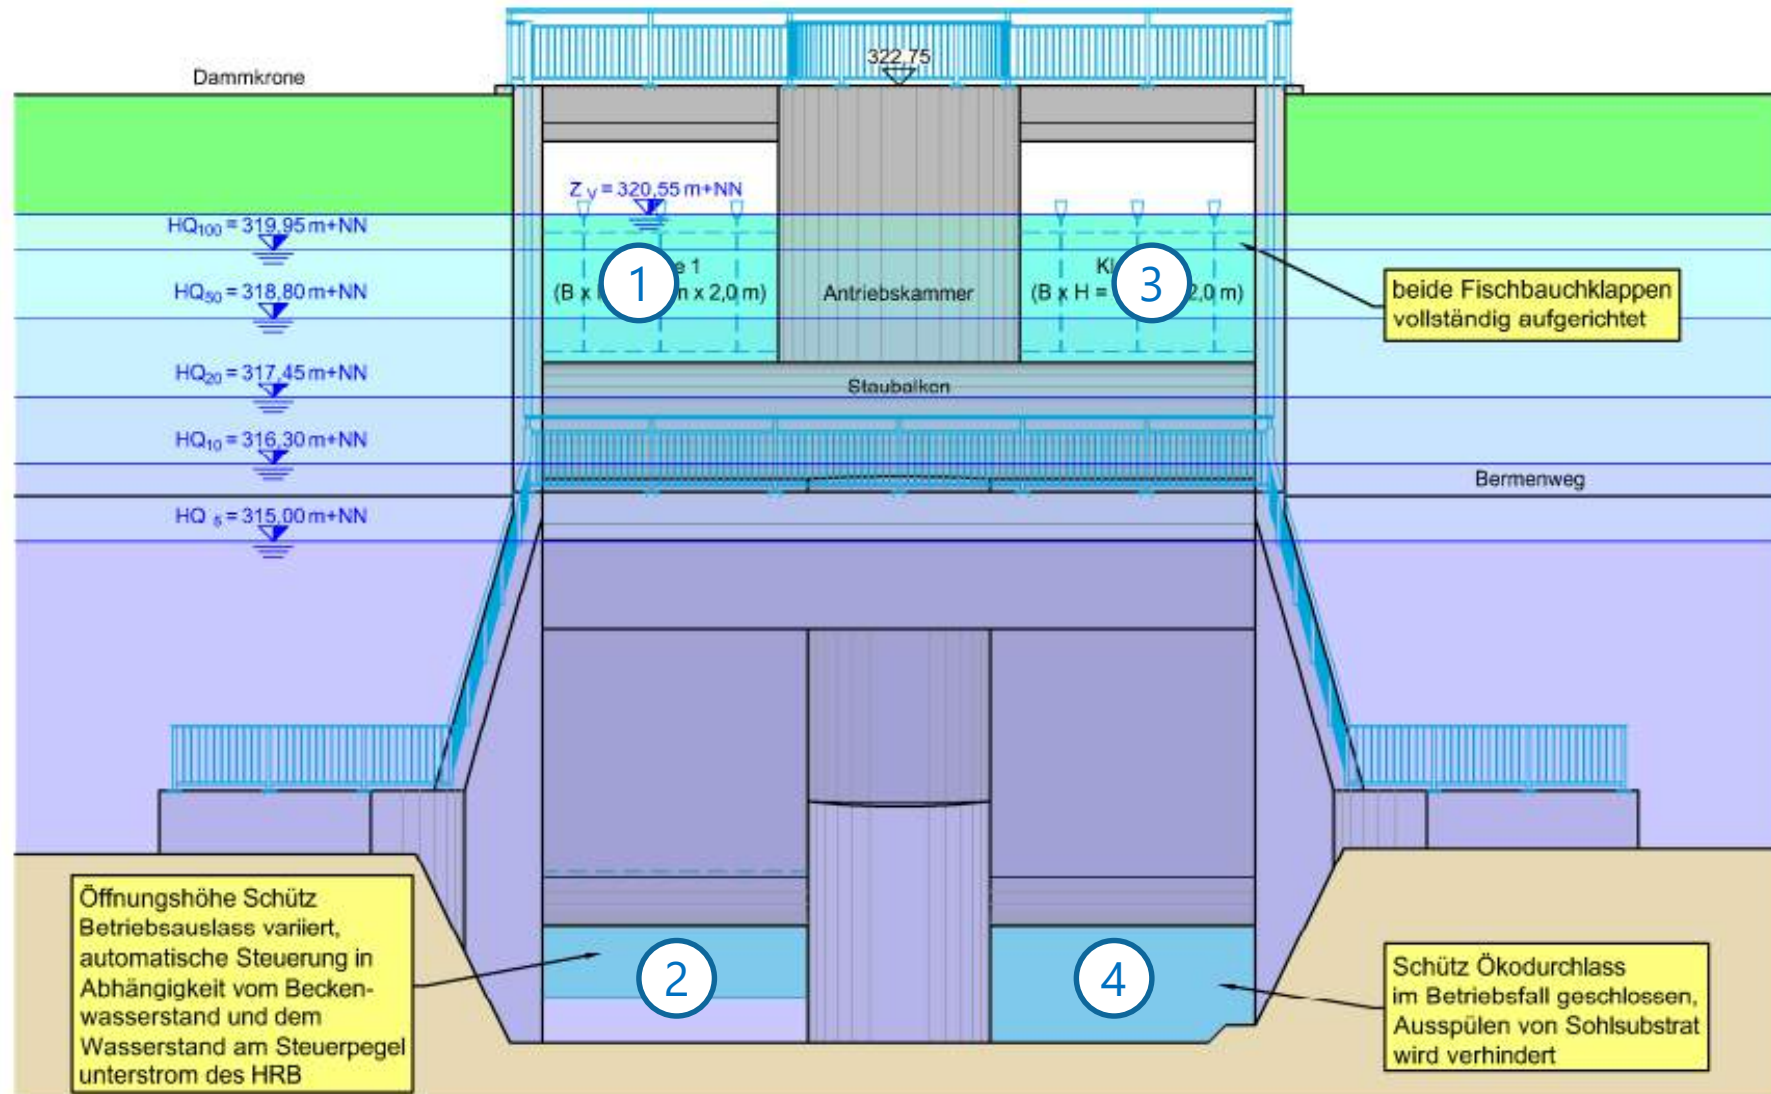 322,75
Dammkrone
Z V = 320,55 m+NN
HQ100 = 319,95 m+NN
1
e 1
3
(B x
m x 2,0 m)
Antriebskammer
(B x H =
2,0 m)
beide Fischbauchklappen
vollständig aufgerichtet
HQ50 = 318,80 m+NN
HQ20 = 317,45 m+NN
Staubalken
HQ10 = 316,30 m+NN
Bermenweg
HQ 5 = 315,00 m+NN
Öffnungshöhe Schütz
Betriebsauslass variiert,
automatische Steuerung in
Abhängigkeit vom Becken-
wasserstand und dem
Wasserstand am Steuerpegel
unterstrom des HRB
2
4
Schütz Ökodurchlass
im Betriebsfall geschlossen,
Ausspülen von Sohlsubstrat
wird verhindert